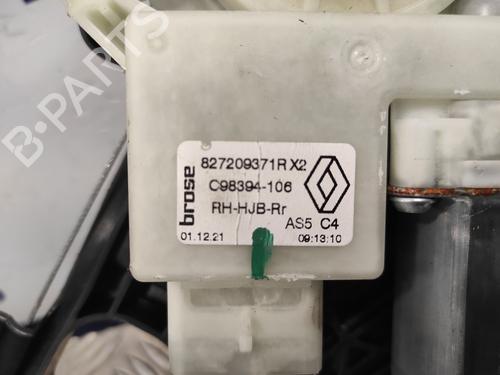 brose
827209371R X2
C98394-106
RH-HJB-Rr
AS5 C4
01.12.21 09:13:10
B-PARTS